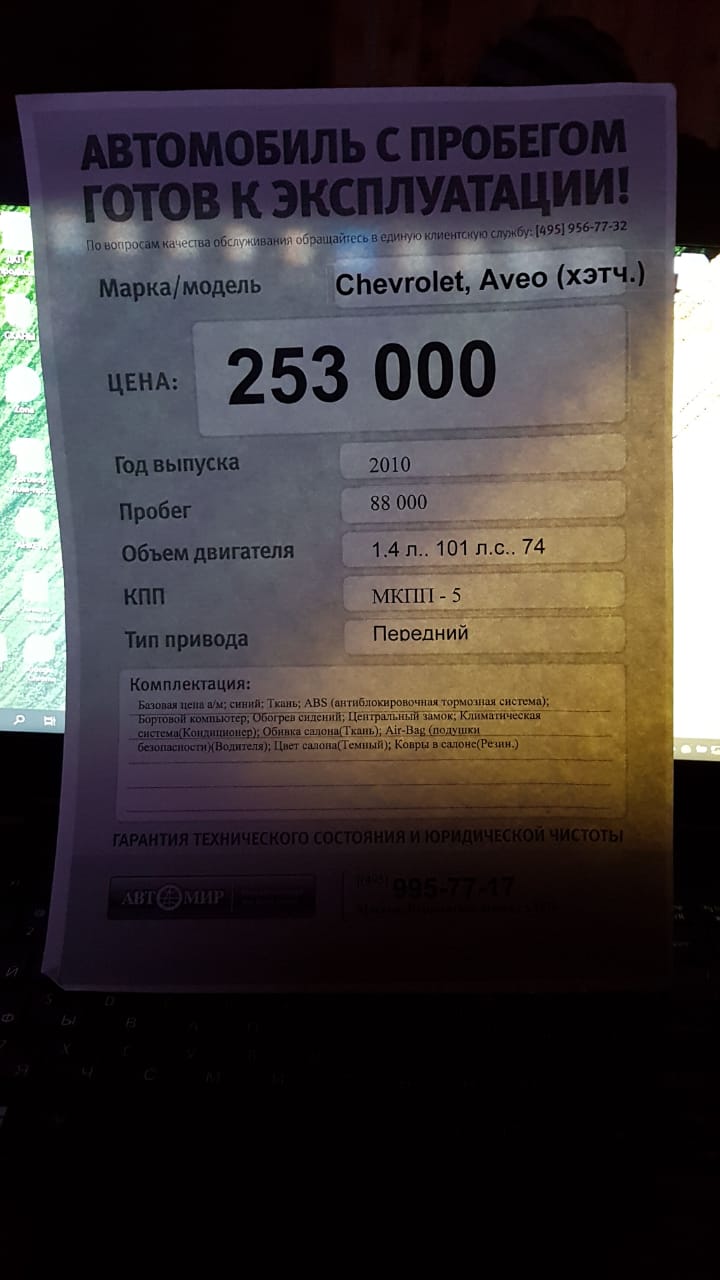 АВТОМОБИЛЬ С ПРОБЕГОМ
ГОТОВ К ЭКСПЛУАТАЦИИ!
По вопросам качества обслуживания обращайтесь в единую клиентскую службу: [495] 956-77-32
Марка/модель Chevrolet, Aveo (хэтч.)
ЦЕНА: 253 000
Год выпуска 2010
Пробег 88 000
Объем двигателя 1.4 л.. 101 л.с.. 74
КПП МКПП - 5
Тип привода Передний
Комплектация:
Базовая цена а/м; синий; Ткань; ABS (антиблокировочная тормозная система);
Бортовой компьютер; Обогрев сидений; Центральный замок; Климатическая
система(Кондиционер); Обивка салона(Ткань); Air-Bag (подушки
безопасности)(Водителя); Цвет салона(Темный); Ковры в салоне(Резин.)
ГАРАНТИЯ ТЕХНИЧЕСКОГО СОСТОЯНИЯ И ЮРИДИЧЕСКОЙ ЧИСТОТЫ
АВТОМИР
[495] 995-77-17